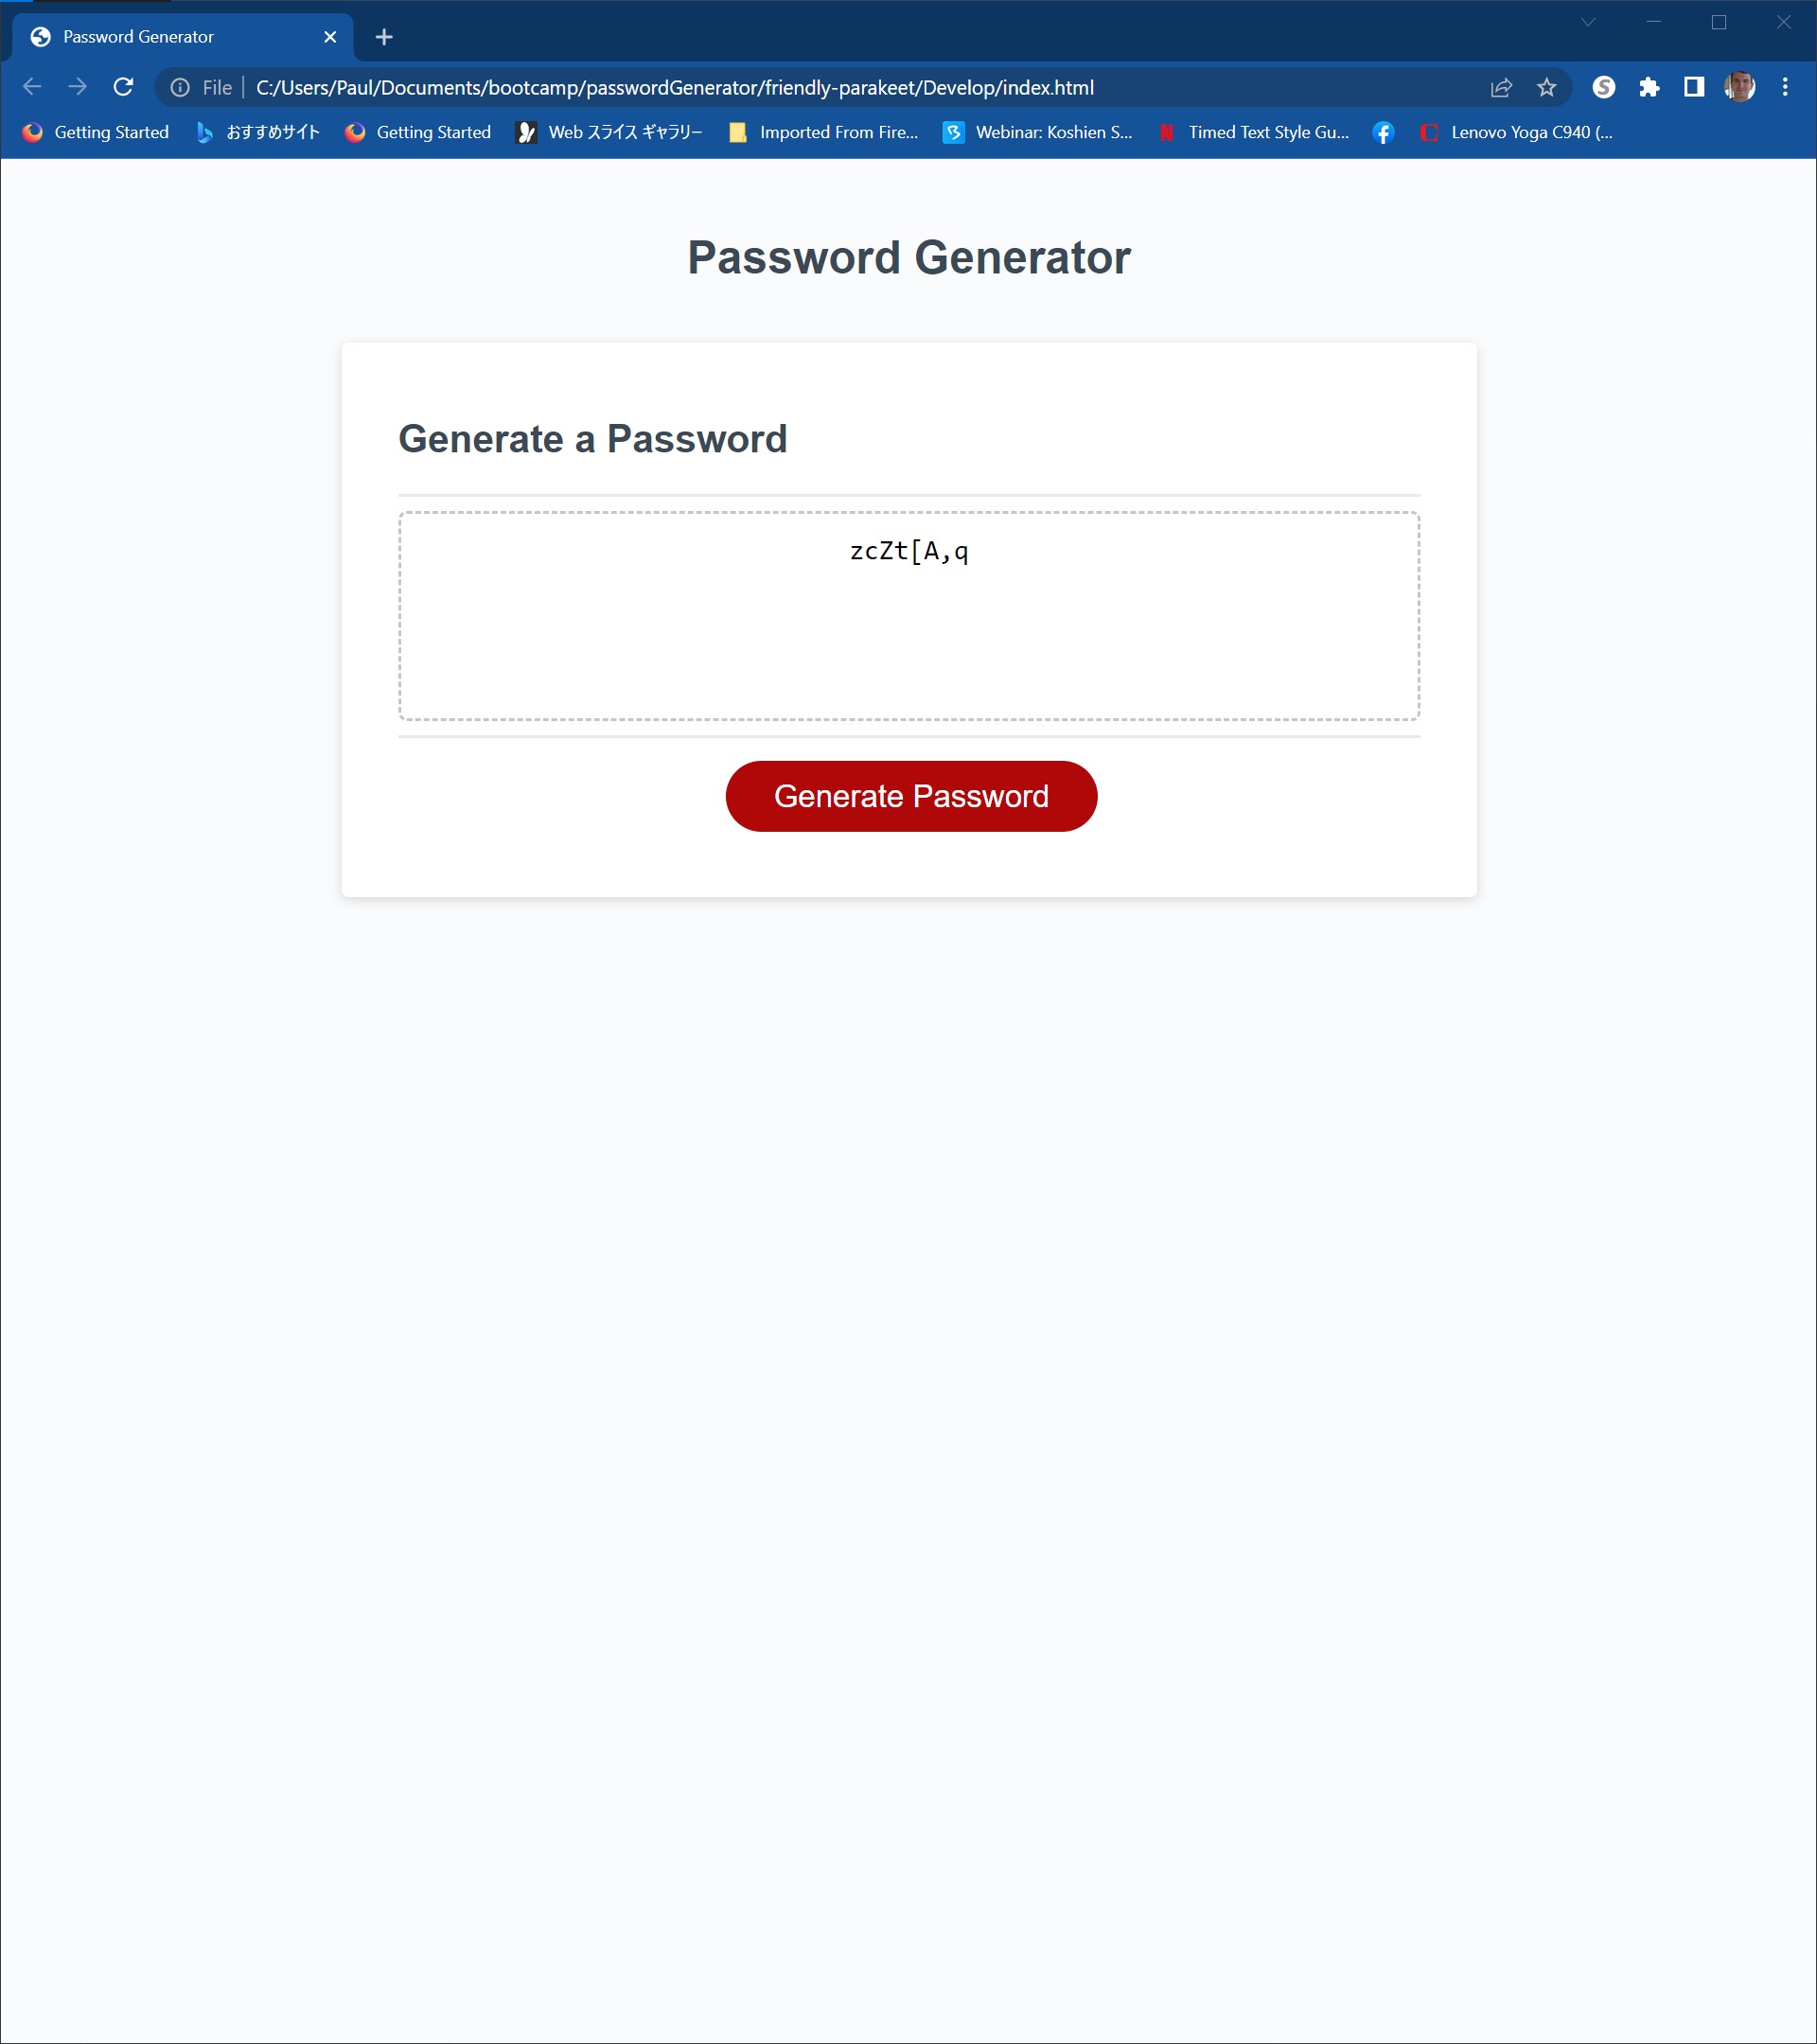 Password Generator
File C:/Users/Paul/Documents/bootcamp/passwordGenerator/friendly-parakeet/Develop/index.html
Getting Started おすすめサイト Getting Started Web スライス ギャラリー Imported From Fire... Webinar: Koshien S... Timed Text Style Gu... Lenovo Yoga C940 (...
Password Generator
Generate a Password
zcZt[A,q
Generate Password